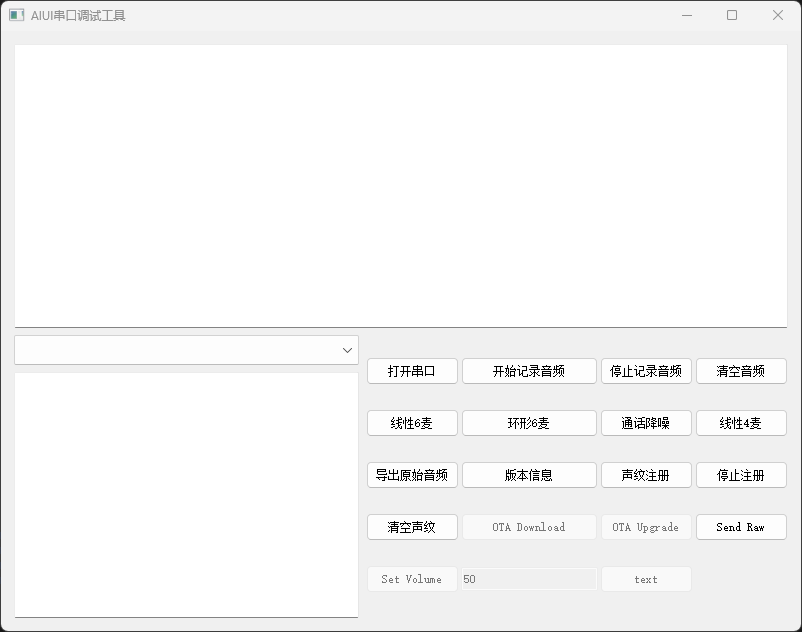 AIUI串口调试工具
打开串口 开始记录音频 停止记录音频 清空音频
线性6麦 环形6麦 通话降噪 线性4麦
导出原始音频 版本信息 声纹注册 停止注册
清空声纹 OTA Download OTA Upgrade Send Raw
Set Volume 50 text